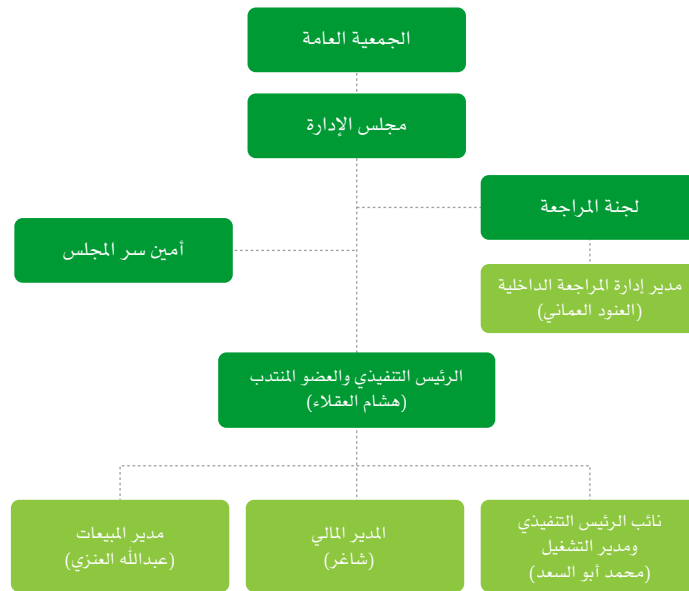 الجمعية العامة
مجلس الإدارة
لجنة المراجعة
أمين سر المجلس
مدير إدارة المراجعة الداخلية
(العنود العماني)
الرئيس التنفيذي والعضو المنتدب
(هشام العقلاء)
نائب الرئيس التنفيذي
ومدير التشغيل
(محمد أبو السعد)
المدير المالي
(شاغر)
مدير المبيعات
(عبدالله العنزي)